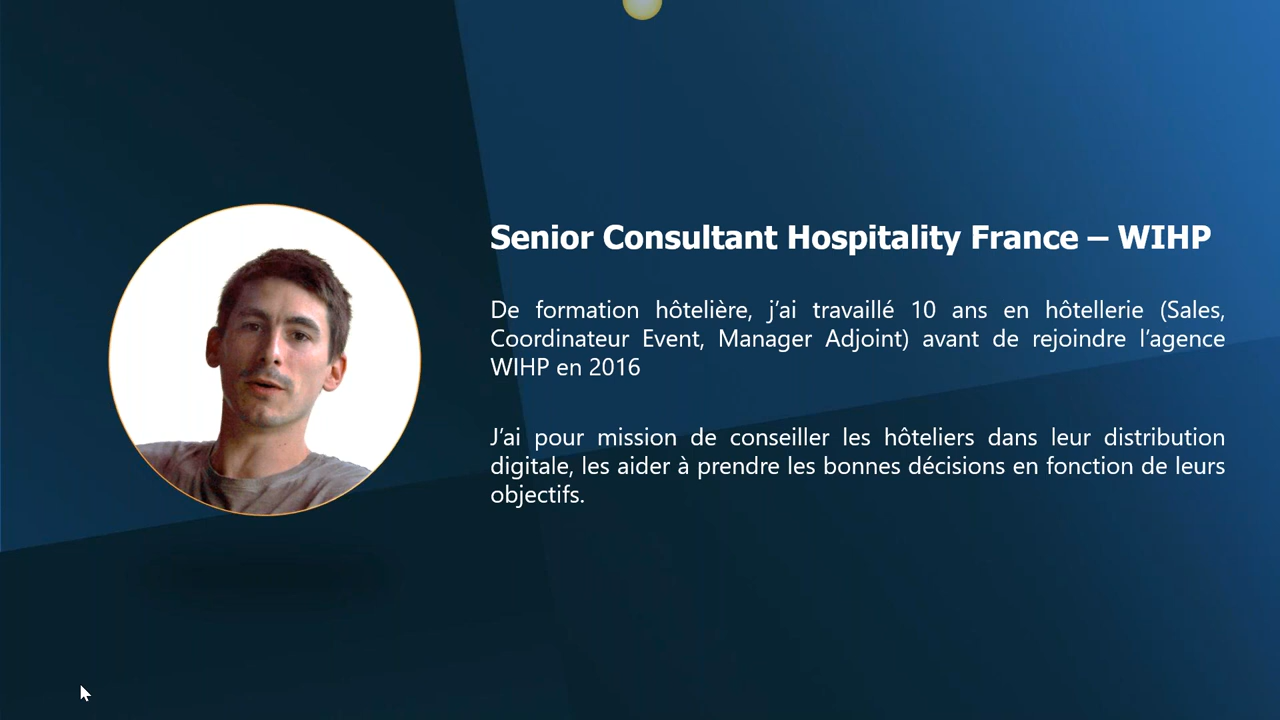 Senior Consultant Hospitality France – WIHP
De formation hôtelière, j’ai travaillé 10 ans en hôtellerie (Sales,
Coordinateur Event, Manager Adjoint) avant de rejoindre l’agence
WIHP en 2016
J’ai pour mission de conseiller les hôteliers dans leur distribution
digitale, les aider à prendre les bonnes décisions en fonction de leurs
objectifs.